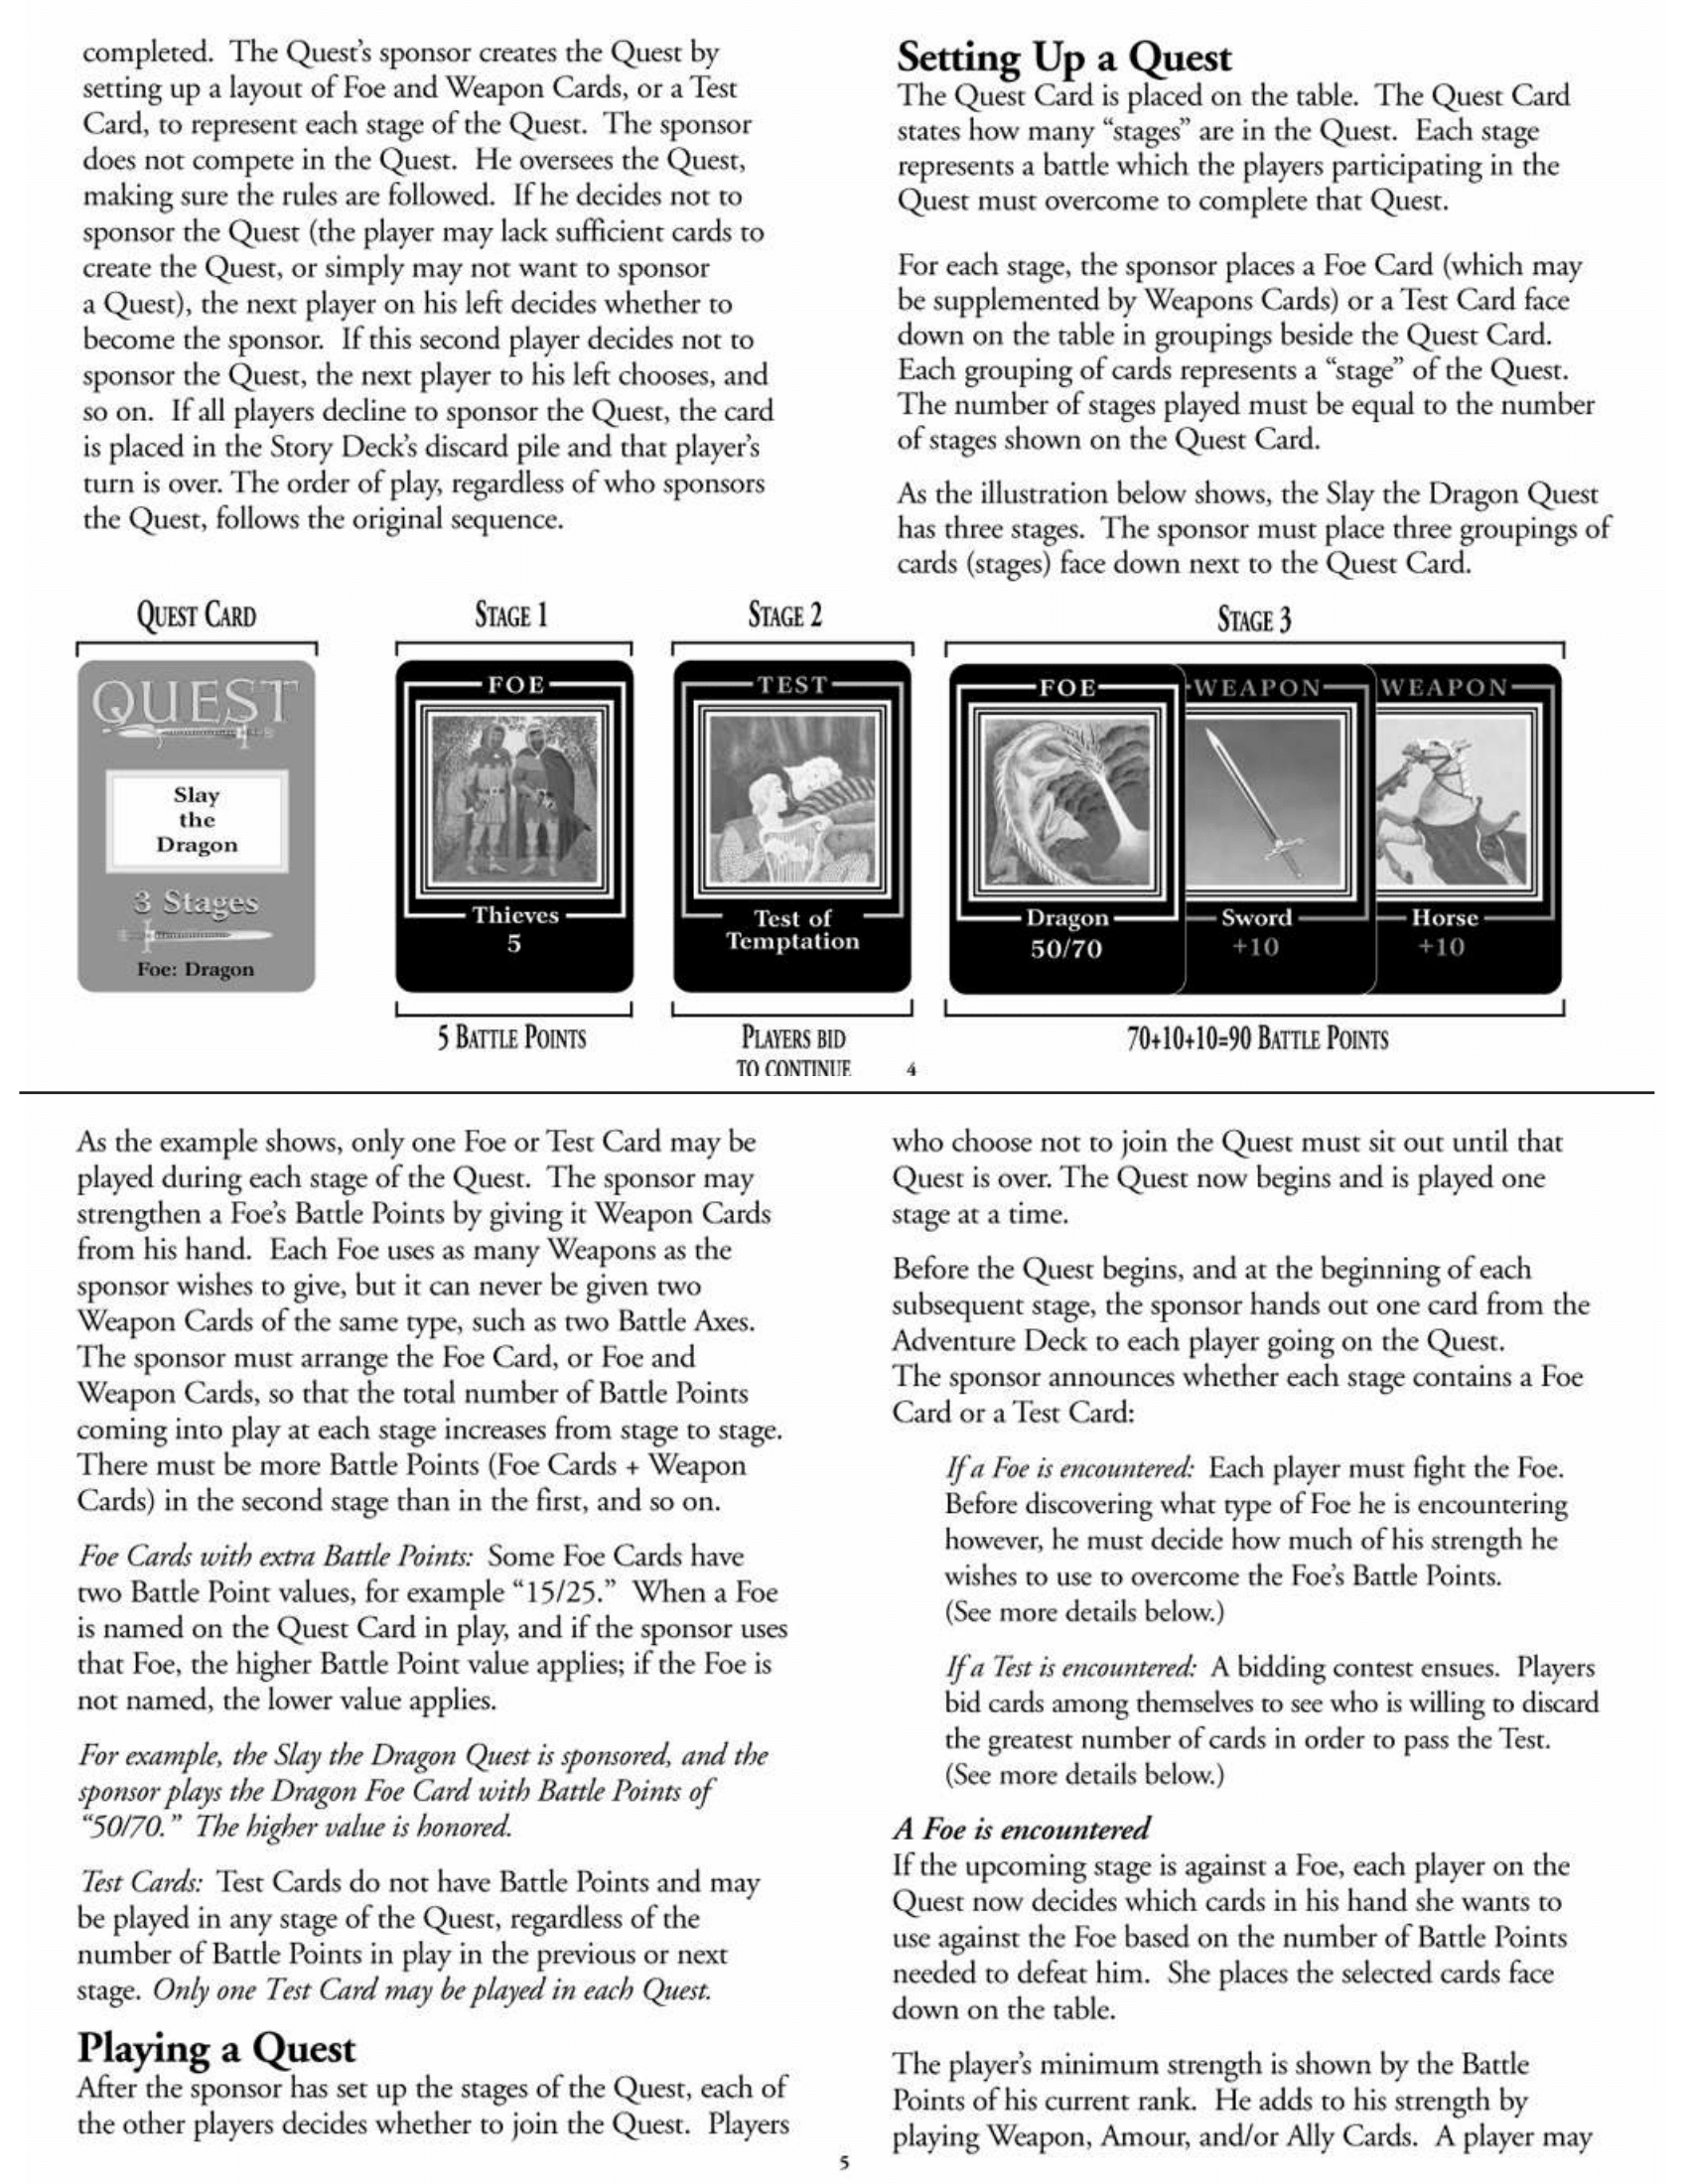 completed.  The Quest's sponsor creates the Quest by
setting up a layout of Foe and Weapon Cards, or a Test
Card, to represent each stage of the Quest.  The sponsor
does not compete in the Quest.  He oversees the Quest,
making sure the rules are followed.  If he decides not to
sponsor the Quest (the player may lack sufficient cards to
create the Quest, or simply may not want to sponsor
a Quest), the next player on his left decides whether to
become the sponsor.  If this second player decides not to
sponsor the Quest, the next player to his left chooses, and
so on.  If all players decline to sponsor the Quest, the card
is placed in the Story Deck's discard pile and that player's
turn is over. The order of play, regardless of who sponsors
the Quest, follows the original sequence.
Setting Up a Quest
The Quest Card is placed on the table.  The Quest Card
states how many “stages” are in the Quest.  Each stage
represents a battle which the players participating in the
Quest must overcome to complete that Quest.
For each stage, the sponsor places a Foe Card (which may
be supplemented by Weapons Cards) or a Test Card face
down on the table in groupings beside the Quest Card.
Each grouping of cards represents a “stage” of the Quest.
The number of stages played must be equal to the number
of stages shown on the Quest Card.
As the illustration below shows, the Slay the Dragon Quest
has three stages.  The sponsor must place three groupings of
cards (stages) face down next to the Quest Card.
QUEST CARD
STAGE 1
STAGE 2
STAGE 3
QUEST
Slay
the
Dragon
3 Stages
Foe: Dragon
FOE
Thieves
5
TEST
Test of
Temptation
FOE
Dragon
50/70
WEAPON
Sword
+10
WEAPON
Horse
+10
5 BATTLE POINTS
PLAYERS BID
TO CONTINUE
70+10+10=90 BATTLE POINTS
4
As the example shows, only one Foe or Test Card may be
played during each stage of the Quest.  The sponsor may
strengthen a Foe's Battle Points by giving it Weapon Cards
from his hand.  Each Foe uses as many Weapons as the
sponsor wishes to give, but it can never be given two
Weapon Cards of the same type, such as two Battle Axes.
The sponsor must arrange the Foe Card, or Foe and
Weapon Cards, so that the total number of Battle Points
coming into play at each stage increases from stage to stage.
There must be more Battle Points (Foe Cards + Weapon
Cards) in the second stage than in the first, and so on.
Foe Cards with extra Battle Points:  Some Foe Cards have
two Battle Point values, for example “15/25.”  When a Foe
is named on the Quest Card in play, and if the sponsor uses
that Foe, the higher Battle Point value applies; if the Foe is
not named, the lower value applies.
For example, the Slay the Dragon Quest is sponsored, and the
sponsor plays the Dragon Foe Card with Battle Points of
“50/70.”  The higher value is honored.
Test Cards:  Test Cards do not have Battle Points and may
be played in any stage of the Quest, regardless of the
number of Battle Points in play in the previous or next
stage. Only one Test Card may be played in each Quest.
Playing a Quest
After the sponsor has set up the stages of the Quest, each of
the other players decides whether to join the Quest.  Players
who choose not to join the Quest must sit out until that
Quest is over. The Quest now begins and is played one
stage at a time.
Before the Quest begins, and at the beginning of each
subsequent stage, the sponsor hands out one card from the
Adventure Deck to each player going on the Quest.
The sponsor announces whether each stage contains a Foe
Card or a Test Card:
If a Foe is encountered:  Each player must fight the Foe.
Before discovering what type of Foe he is encountering
however, he must decide how much of his strength he
wishes to use to overcome the Foe's Battle Points.
(See more details below.)
If a Test is encountered:  A bidding contest ensues.  Players
bid cards among themselves to see who is willing to discard
the greatest number of cards in order to pass the Test.
(See more details below.)
A Foe is encountered
If the upcoming stage is against a Foe, each player on the
Quest now decides which cards in his hand she wants to
use against the Foe based on the number of Battle Points
needed to defeat him.  She places the selected cards face
down on the table.
The player's minimum strength is shown by the Battle
Points of his current rank.  He adds to his strength by
playing Weapon, Amour, and/or Ally Cards.  A player may
5